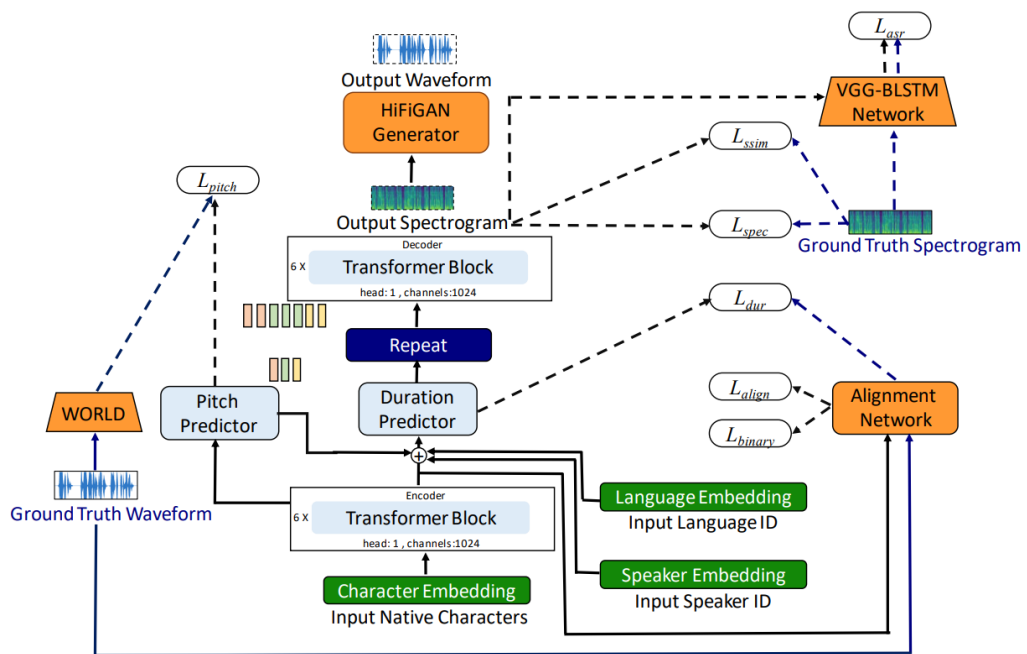 L_asr
Output Waveform
VGG-BLSTM
Network
HiFiGAN
Generator
L_ssim
L_pitch
Output Spectrogram
L_spec
Ground Truth Spectrogram
Decoder
6 X
Transformer Block
head: 1 , channels:1024
L_dur
Repeat
WORLD
Pitch
Predictor
Duration
Predictor
L_align
L_binary
Alignment
Network
+
Ground Truth Waveform
Encoder
6 X
Transformer Block
head: 1 , channels:1024
Language Embedding
Input Language ID
Speaker Embedding
Input Speaker ID
Character Embedding
Input Native Characters